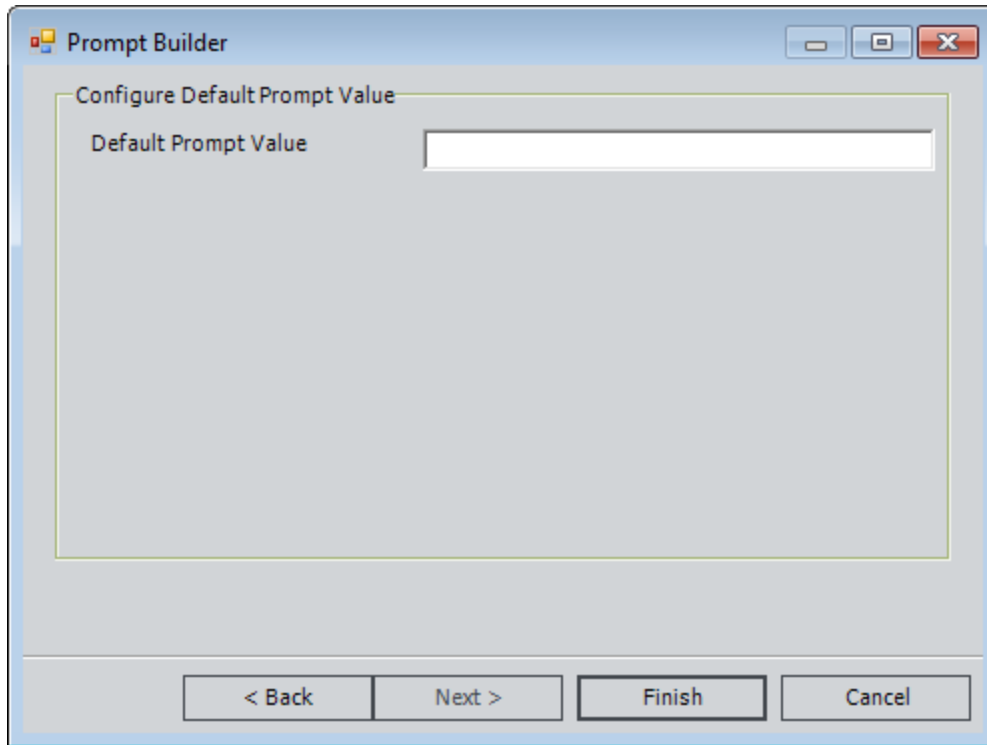 Prompt Builder
Configure Default Prompt Value
Default Prompt Value
< Back Next > Finish Cancel